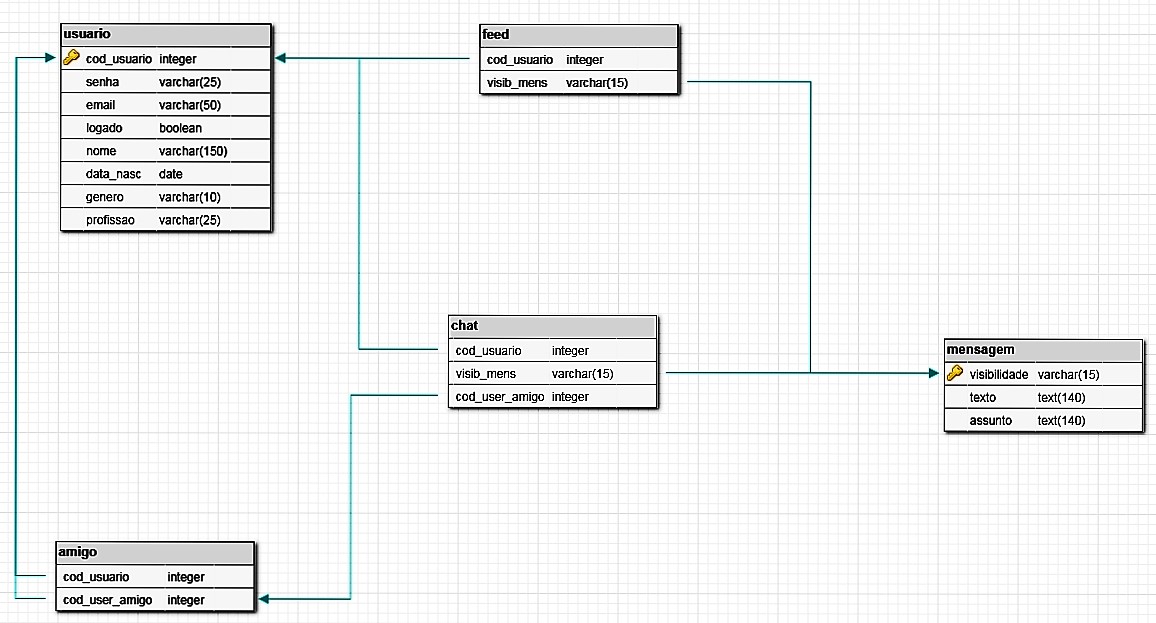 usuario
cod_usuario integer
senha varchar(25)
email varchar(50)
logado boolean
nome varchar(150)
data_nasc date
genero varchar(10)
profissao varchar(25)
feed
cod_usuario integer
visib_mens varchar(15)
chat
cod_usuario integer
visib_mens varchar(15)
cod_user_amigo integer
mensagem
visibilidade varchar(15)
texto text(140)
assunto text(140)
amigo
cod_usuario integer
cod_user_amigo integer